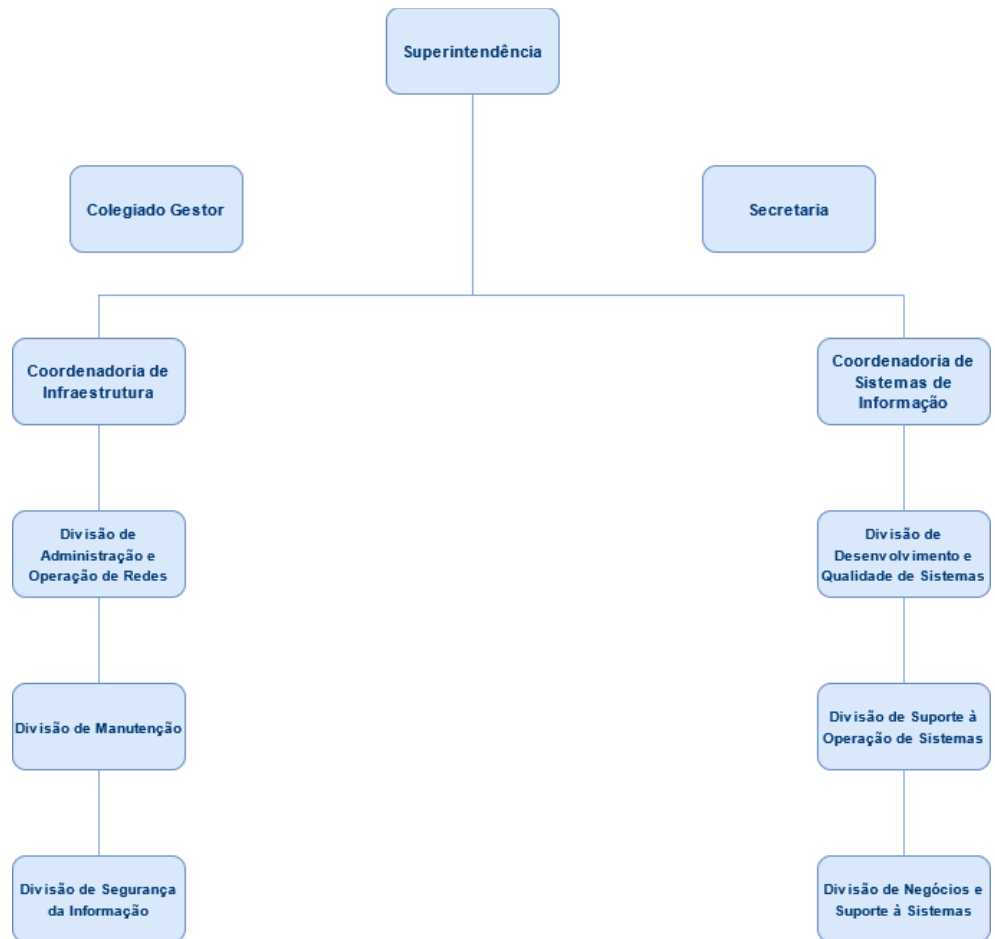 Superintendência
Colegiado Gestor
Secretaria
Coordenadoria de
Infraestrutura
Coordenadoria de
Sistemas de
Informação
Divisão de
Administração e
Operação de Redes
Divisão de
Desenvolvimento e
Qualidade de Sistemas
Divisão de Manutenção
Divisão de Suporte à
Operação de Sistemas
Divisão de Segurança
da Informação
Divisão de Negócios e
Suporte à Sistemas